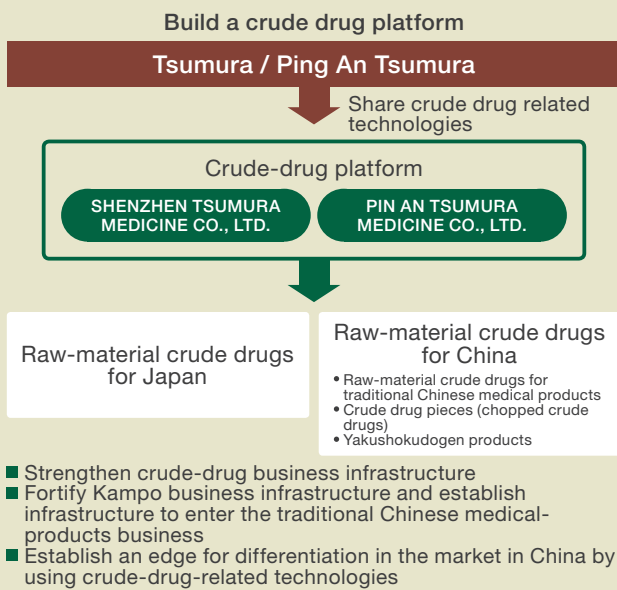 Build a crude drug platform
Tsumura / Ping An Tsumura
Share crude drug related
technologies
Crude-drug platform
SHENZHEN TSUMURA
MEDICINE CO., LTD.
PIN AN TSUMURA
MEDICINE CO., LTD.
Raw-material crude drugs
for Japan
Raw-material crude drugs
for China
• Raw-material crude drugs for
traditional Chinese medical products
• Crude drug pieces (chopped crude
drugs)
• Yakushokudogen products
■ Strengthen crude-drug business infrastructure
■ Fortify Kampo business infrastructure and establish
infrastructure to enter the traditional Chinese medical-
products business
■ Establish an edge for differentiation in the market in China by
using crude-drug-related technologies